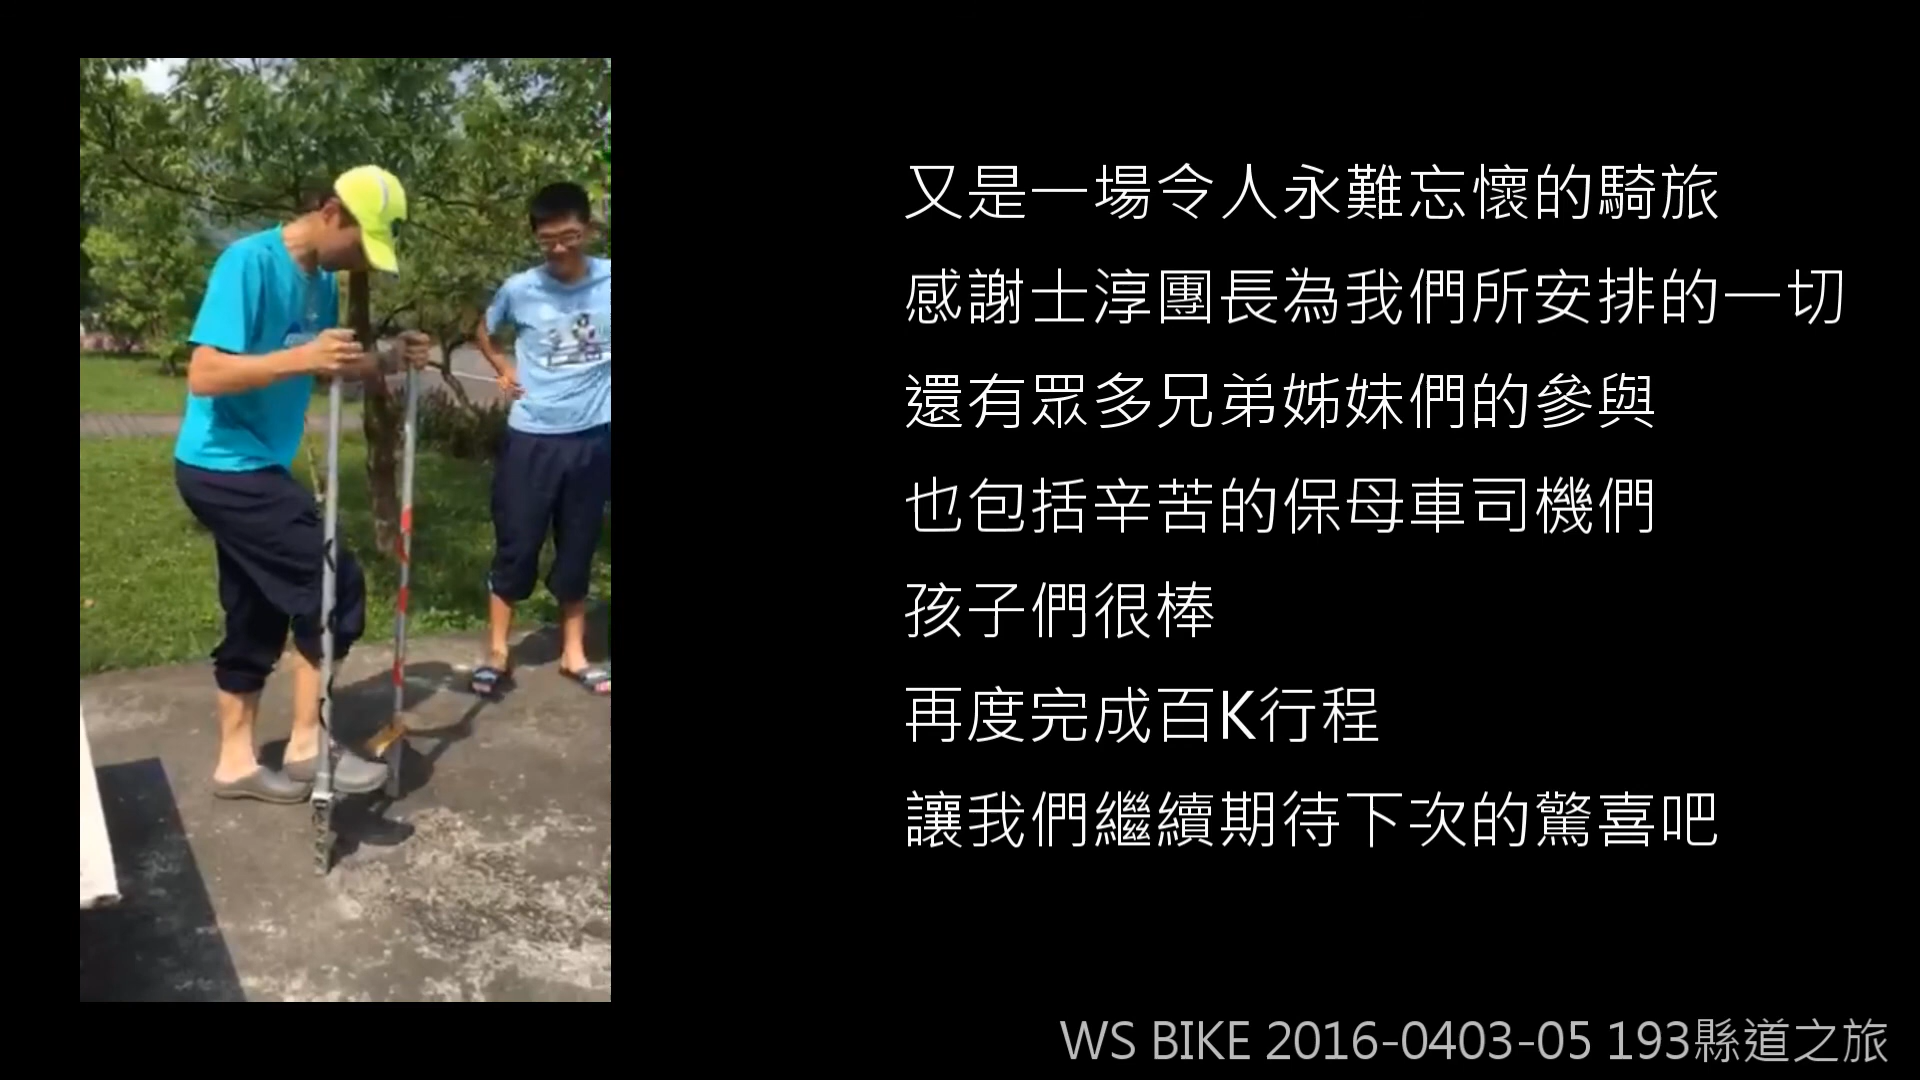 又是一場令人永難忘懷的騎旅
感謝士淳團長為我們所安排的一切
還有眾多兄弟姊妹們的參與
也包括辛苦的保母車司機們
孩子們很棒
再度完成百K行程
讓我們繼續期待下次的驚喜吧
WS BIKE 2016-0403-05 193縣道之旅